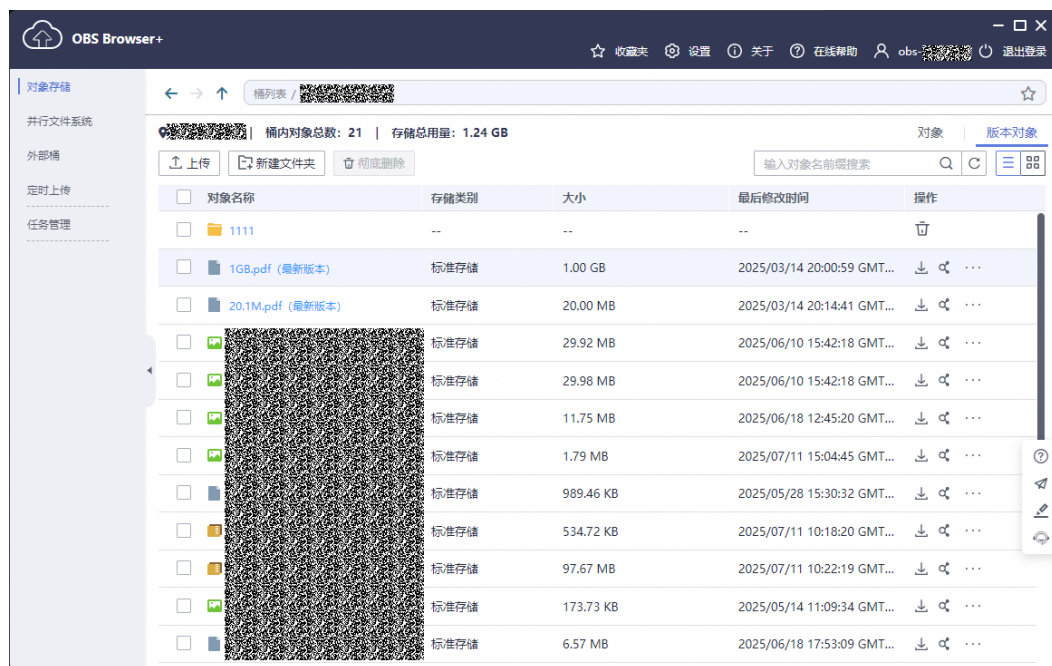 OBS Browser+
收藏夹 设置 关于 在线帮助 obs- 退出登录
对象存储
并行文件系统
外部桶
定时上传
任务管理
桶列表 /
| 桶内对象总数：21 | 存储总用量：1.24 GB
对象 版本对象
上传 新建文件夹 彻底删除 输入对象名前缀搜索
对象名称 存储类别 大小 最后修改时间 操作
1111 -- -- --
1GB.pdf（最新版本） 标准存储 1.00 GB 2025/03/14 20:00:59 GMT... ...
20.1M.pdf（最新版本） 标准存储 20.00 MB 2025/03/14 20:14:41 GMT... ...
标准存储 29.92 MB 2025/06/10 15:42:18 GMT... ...
标准存储 29.98 MB 2025/06/10 15:42:18 GMT... ...
标准存储 11.75 MB 2025/06/18 12:45:20 GMT... ...
标准存储 1.79 MB 2025/07/11 15:04:45 GMT... ...
标准存储 989.46 KB 2025/05/28 15:30:32 GMT... ...
标准存储 534.72 KB 2025/07/11 10:18:20 GMT... ...
标准存储 97.67 MB 2025/07/11 10:22:19 GMT... ...
标准存储 173.73 KB 2025/05/14 11:09:34 GMT... ...
标准存储 6.57 MB 2025/06/18 17:53:09 GMT... ...